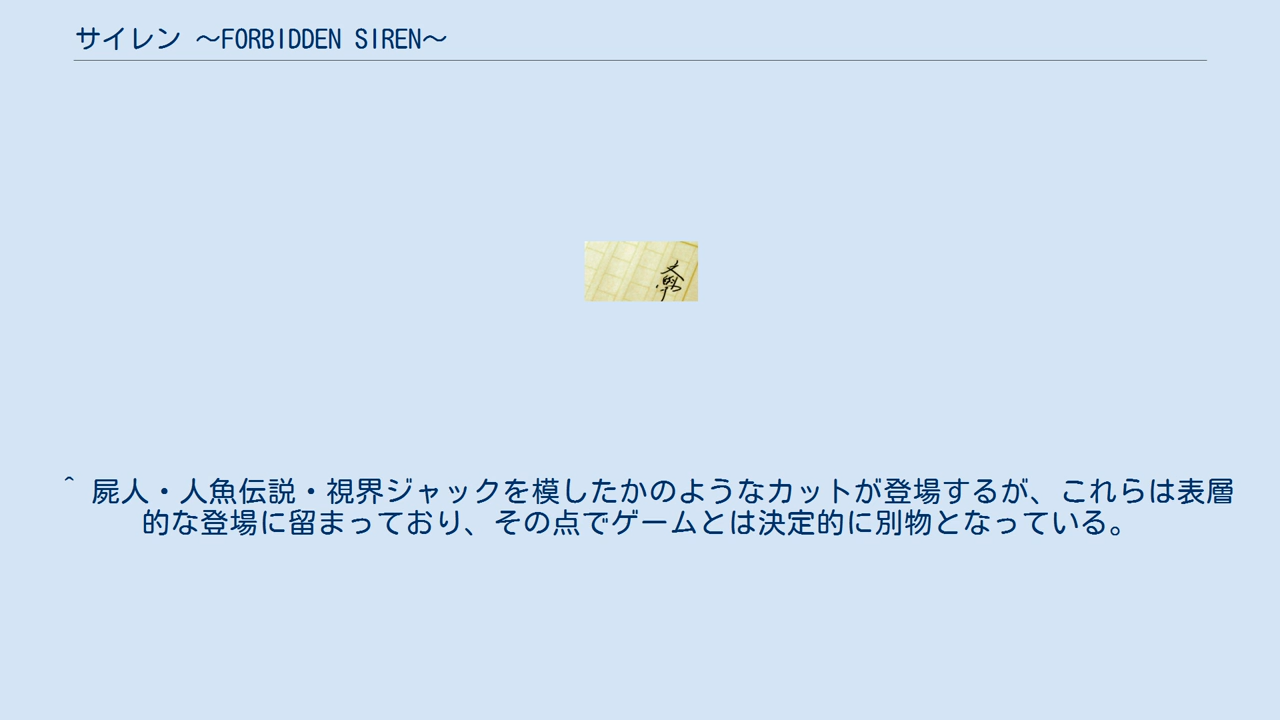 サイレン ～FORBIDDEN SIREN～
^ 屍人・人魚伝説・視界ジャックを模したかのようなカットが登場するが、これらは表層
的な登場に留まっており、その点でゲームとは決定的に別物となっている。